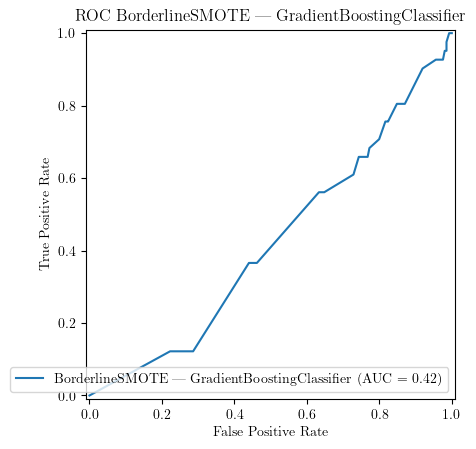 ROC BorderlineSMOTE — GradientBoostingClassifier
1.0
0.8
0.6
0.4
0.2
0.0
True Positive Rate
BorderlineSMOTE — GradientBoostingClassifier (AUC = 0.42)
0.0 0.2 0.4 0.6 0.8 1.0
False Positive Rate